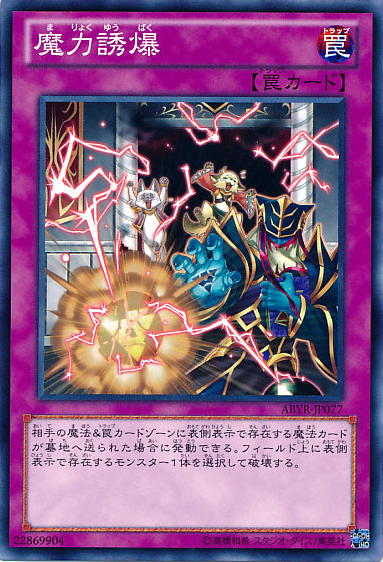 魔力誘爆
【罠カード】
罠
ABYR-JP077
相手の魔法&罠カードゾーンに表側表示で存在する魔法カード
が墓地へ送られた場合に発動できる。フィールド上に表側
表示で存在するモンスター1体を選択して破壊する。
22869904
©高橋和希 スタジオ・ダイス/集英社